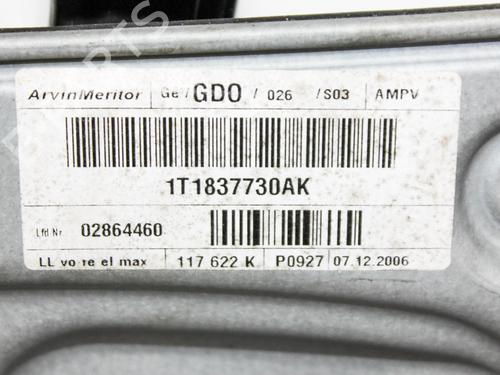 ArvinMeritor Ge / GDO / 026 / S03 AMPV
1T1837730AK
Lfd Nr 02864460
LL vo re el max 117 622 K P0927 07.12.2006